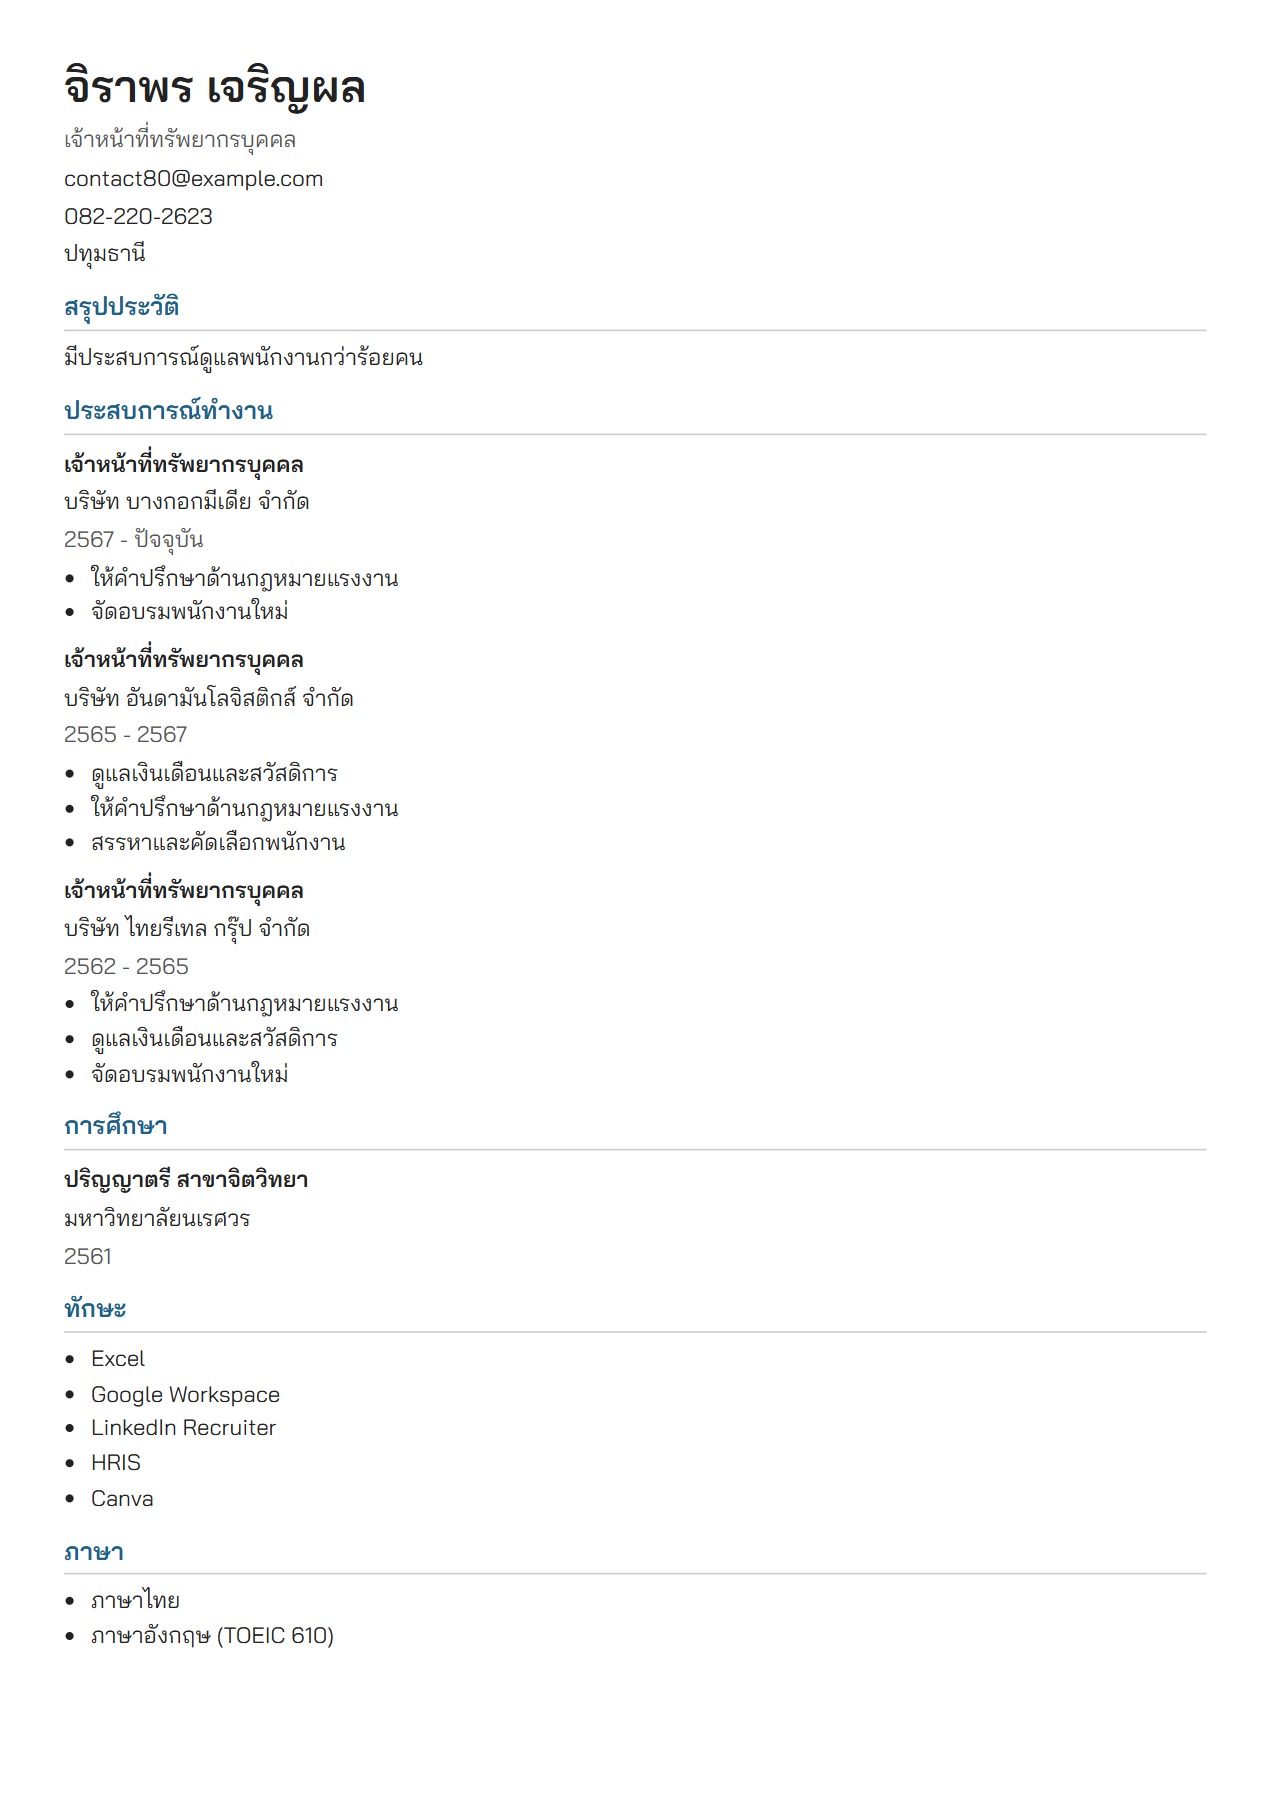 จิราพร เจริญผล
เจ้าหน้าที่ทรัพยากรบุคคล
contact80@example.com
082-220-2623
ปทุมธานี
สรุปประวัติ
มีประสบการณ์ดูแลพนักงานกว่าร้อยคน
ประสบการณ์ทำงาน
เจ้าหน้าที่ทรัพยากรบุคคล
บริษัท บางกอกมีเดีย จำกัด
2567 - ปัจจุบัน
• ให้คำปรึกษาด้านกฎหมายแรงงาน
• จัดอบรมพนักงานใหม่
เจ้าหน้าที่ทรัพยากรบุคคล
บริษัท อันดามันโลจิสติกส์ จำกัด
2565 - 2567
• ดูแลเงินเดือนและสวัสดิการ
• ให้คำปรึกษาด้านกฎหมายแรงงาน
• สรรหาและคัดเลือกพนักงาน
เจ้าหน้าที่ทรัพยากรบุคคล
บริษัท ไทยรีเทล กรุ๊ป จำกัด
2562 - 2565
• ให้คำปรึกษาด้านกฎหมายแรงงาน
• ดูแลเงินเดือนและสวัสดิการ
• จัดอบรมพนักงานใหม่
การศึกษา
ปริญญาตรี สาขาจิตวิทยา
มหาวิทยาลัยนเรศวร
2561
ทักษะ
• Excel
• Google Workspace
• LinkedIn Recruiter
• HRIS
• Canva
ภาษา
• ภาษาไทย
• ภาษาอังกฤษ (TOEIC 610)